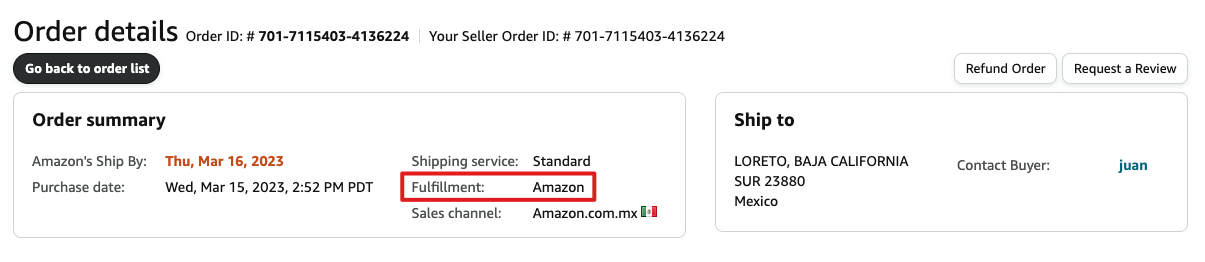 Order details Order ID: # 701-7115403-4136224 | Your Seller Order ID: # 701-7115403-4136224
Go back to order list
Refund Order
Request a Review
Order summary
Amazon's Ship By: Thu, Mar 16, 2023
Purchase date: Wed, Mar 15, 2023, 2:52 PM PDT
Shipping service: Standard
Fulfillment: Amazon
Sales channel: Amazon.com.mx
Ship to
LORETO, BAJA CALIFORNIA
SUR 23880
Mexico
Contact Buyer: juan